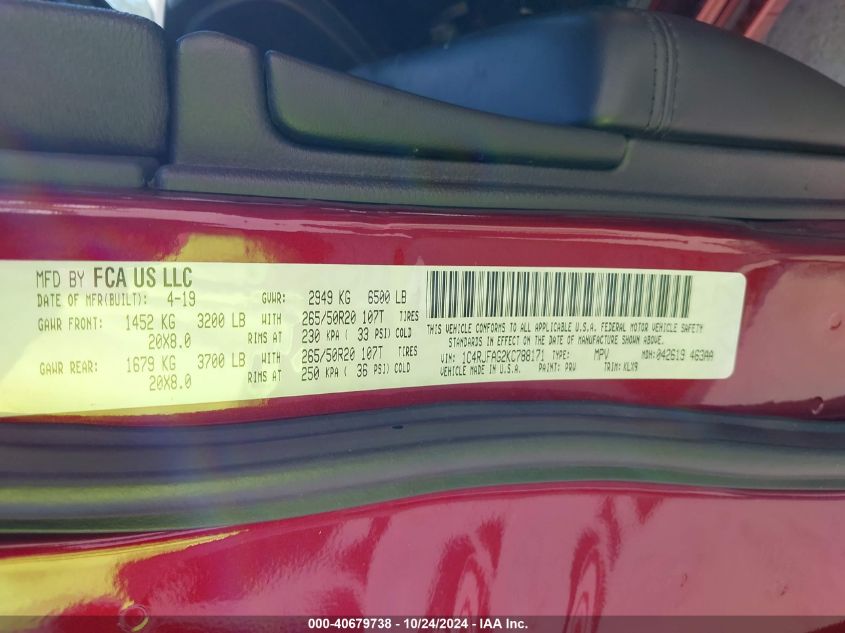 MFD BY FCA US LLC
DATE OF MFR(BUILT): 4-19 GVWR: 2949 KG 6500 LB
GAWR FRONT: 1452 KG 3200 LB WITH 265/50R20 107T TIRES
20X8.0 RIMS AT 230 KPA ( 33 PSI) COLD
GAWR REAR: 1679 KG 3700 LB WITH 265/50R20 107T TIRES
20X8.0 RIMS AT 250 KPA ( 36 PSI) COLD
THIS VEHICLE CONFORMS TO ALL APPLICABLE U.S.A. FEDERAL MOTOR VEHICLE SAFETY
STANDARDS IN EFFECT ON THE DATE OF MANUFACTURE SHOWN ABOVE.
VIN: 1C4RJFAG2KC788171 TYPE: MPV MDH: 042619 463AA
VEHICLE MADE IN U.S.A. PAINT: PRV TRIM: KLX9
000-40679738 - 10/24/2024 - IAA Inc.